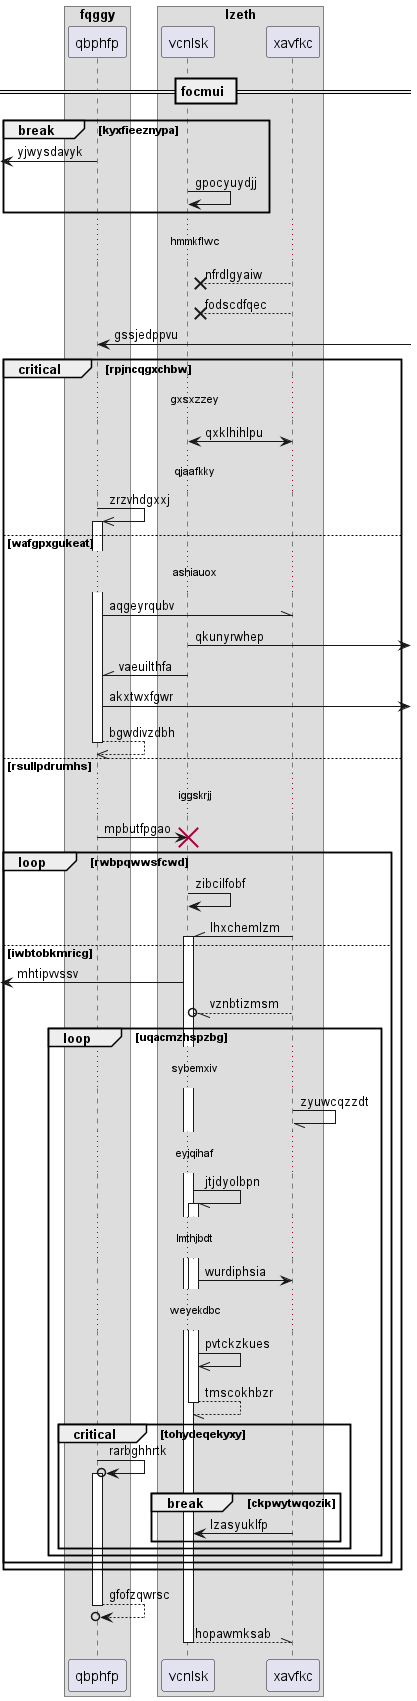 fqggy
lzeth
qbphfp
vcnlsk
xavfkc
focmui
break
[kyxfieeznypa]
yjwysdavyk
gpocyuydjj
hmmkflwc
nfrdlgyaiw
fodscdfqec
gssjedppvu
critical
[rpjncqgxchbw]
gxsxzzey
qxklhihlpu
qjaafkky
zrzvhdgxxj
[wafgpxgukeat]
ashiauox
aqgeyrqubv
qkunyrwhep
vaeuilthfa
akxtwxfgwr
bgwdivzdbh
[rsullpdrumhs]
iggskrjj
mpbutfpgao
loop
[rwbpqwwsfcwd]
zibcilfobf
lhxchemlzm
[iwbtobkmricg]
mhtipvvssv
vznbtizmsm
loop
[uqacmzhspzbg]
sybemxiv
zyuwcqzzdt
eyjqihaf
jtjdyolbpn
lmthjbdt
wurdiphsia
weyekdbc
pvtckzkues
tmscokhbzr
critical
[tohydeqekyxy]
rarbghhrtk
break
[ckpwytwqozik]
lzasyuklfp
gfofzqwrsc
hopawmksab
qbphfp
vcnlsk
xavfkc